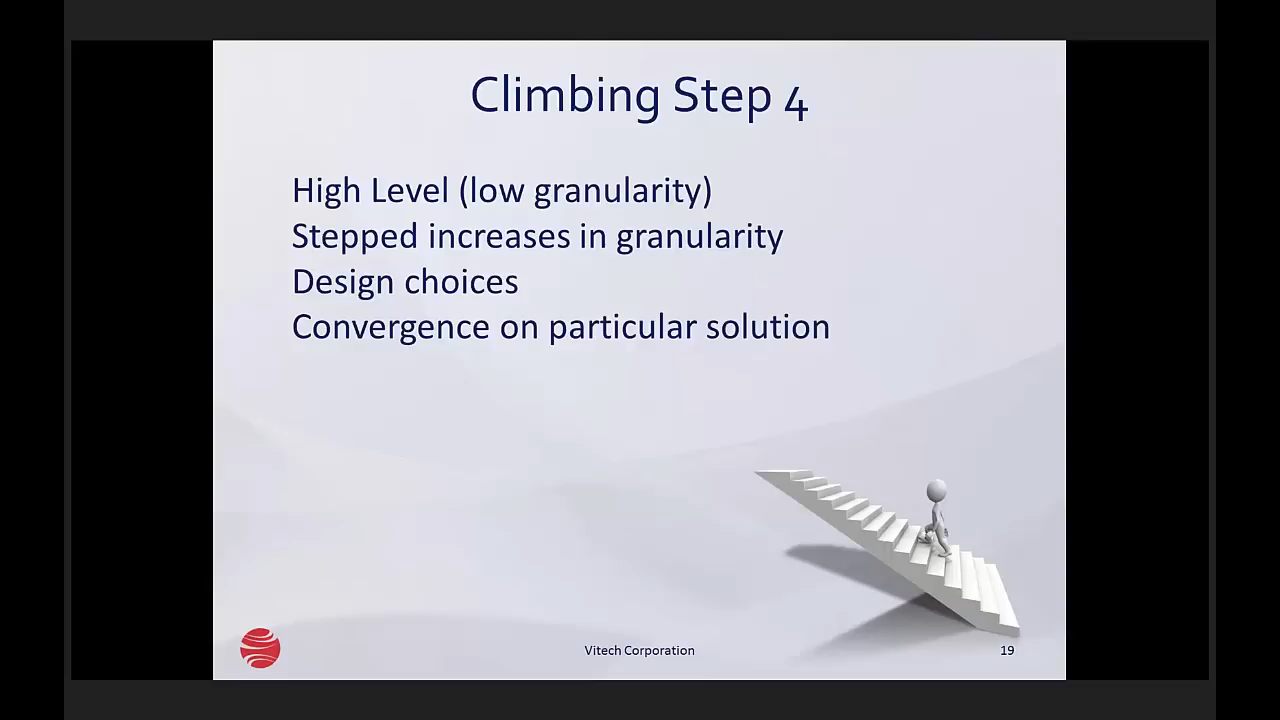 Climbing Step 4
High Level (low granularity)
Stepped increases in granularity
Design choices
Convergence on particular solution
Vitech Corporation
19